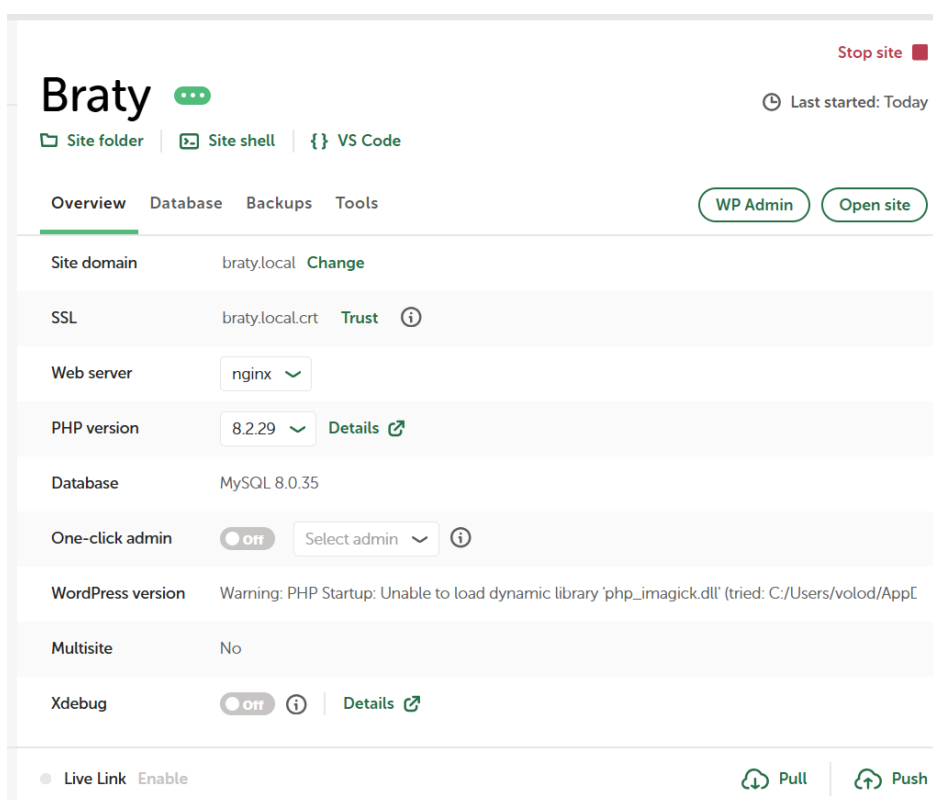 Stop site
Braty
Last started: Today
Site folder Site shell VS Code
Overview Database Backups Tools WP Admin Open site
Site domain braty.local Change
SSL braty.local.crt Trust
Web server nginx
PHP version 8.2.29 Details
Database MySQL 8.0.35
One-click admin Off Select admin
WordPress version Warning: PHP Startup: Unable to load dynamic library 'php_imagick.dll' (tried: C:/Users/volod/App
Multisite No
Xdebug Off Details
Live Link Enable Pull Push